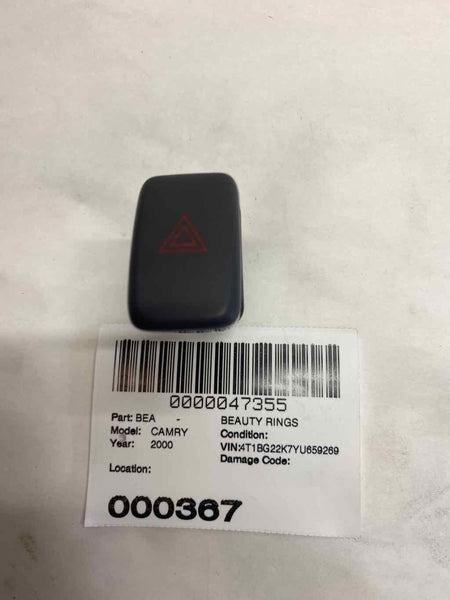 0000047355
Part: BEA - BEAUTY RINGS
Model: CAMRY Condition:
Year: 2000 VIN:4T1BG22K7YU659269
Damage Code:
Location:
000367